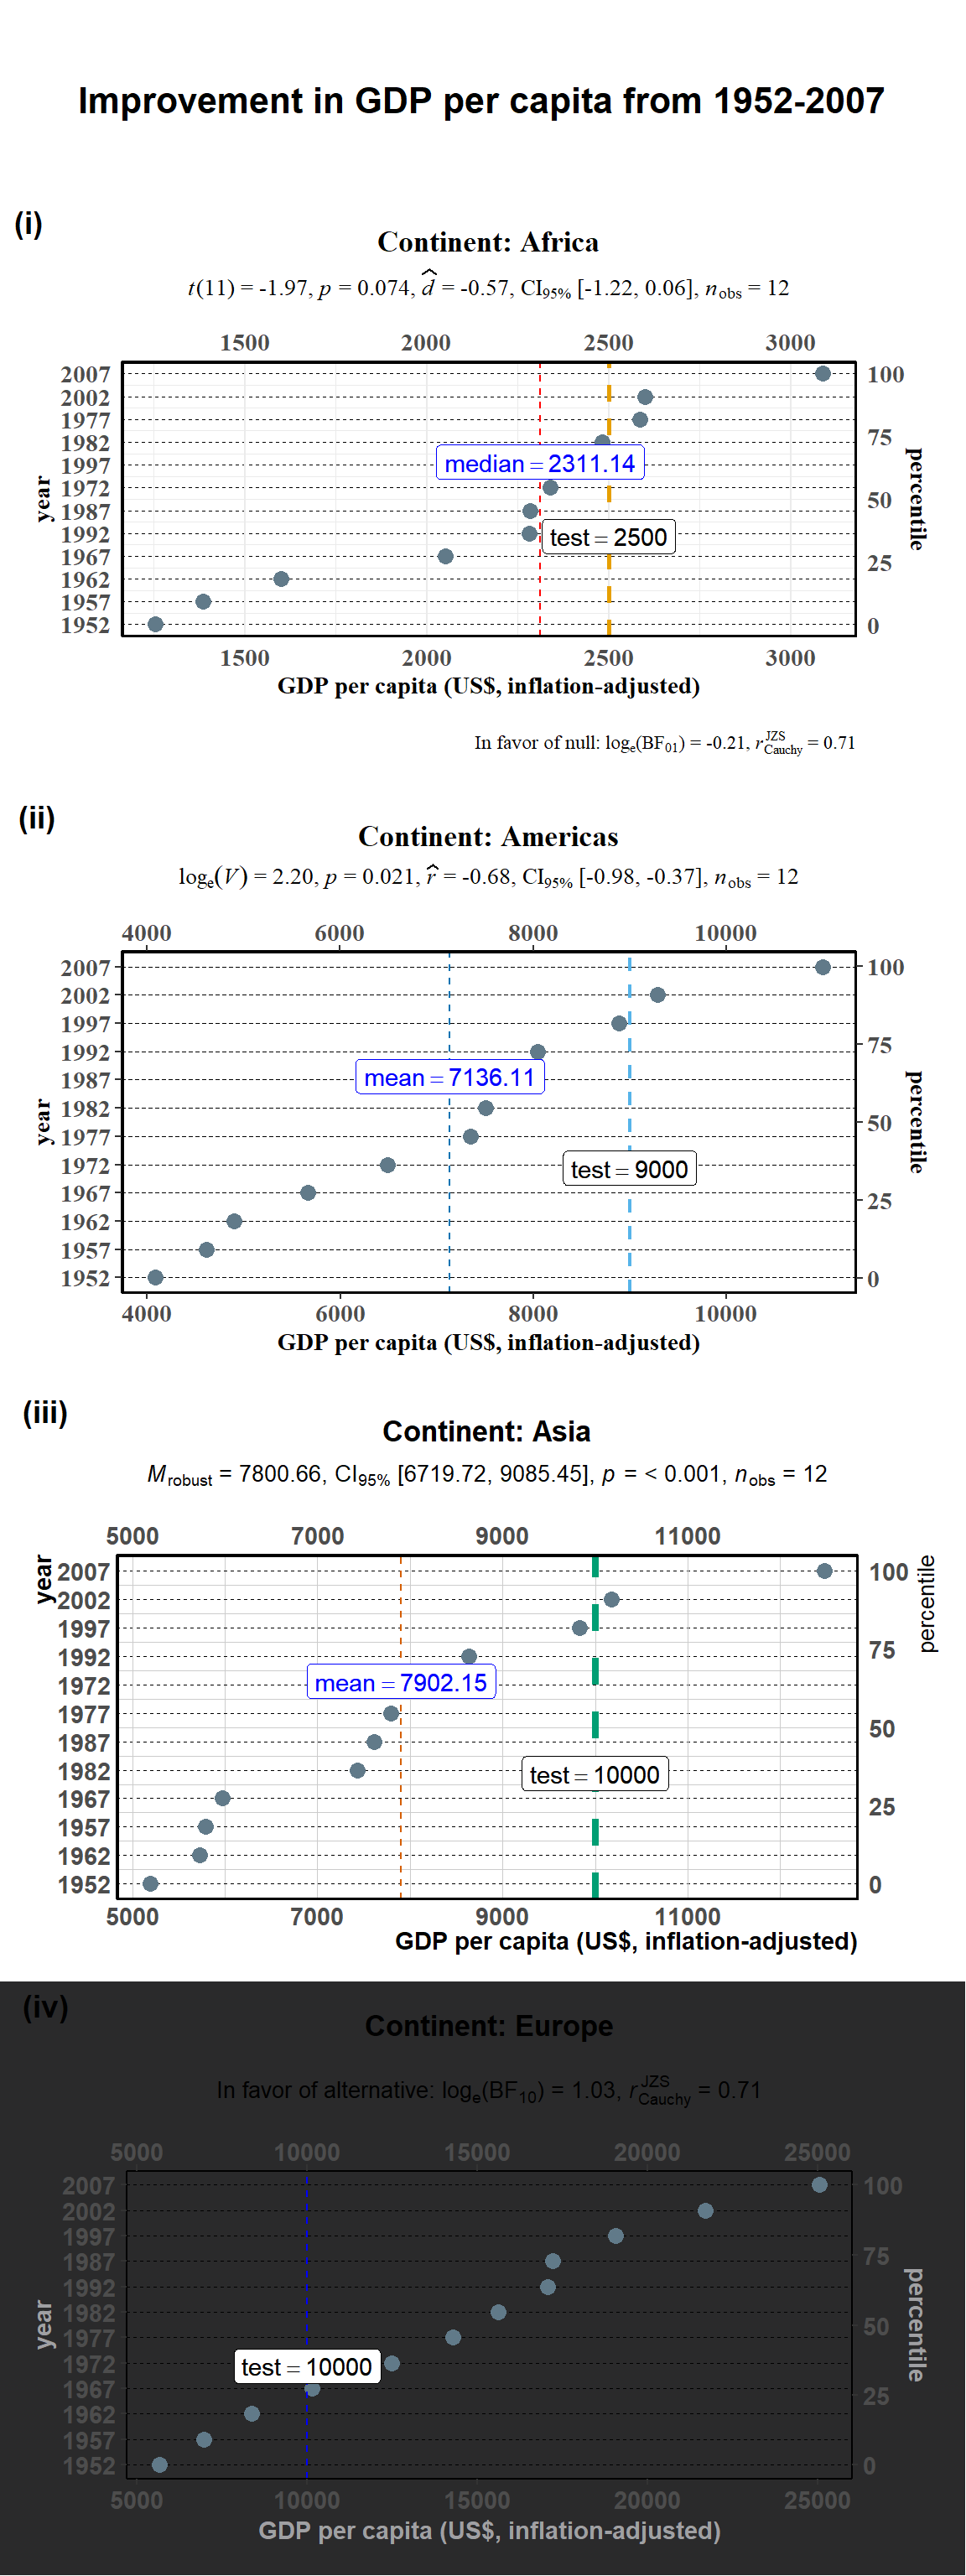 Improvement in GDP per capita from 1952-2007
(i)
Continent: Africa
t(11) = -1.97, p = 0.074, d̂ = -0.57, CI95% [-1.22, 0.06], nobs = 12
1500 2000 2500 3000
2007 100
2002
1977
1982 75
median = 2311.14
1997
1972
year
percentile
1987 50
1992
test = 2500
1967 25
1962
1957
1952 0
1500 2000 2500 3000
GDP per capita (US$, inflation-adjusted)
In favor of null: loge(BF01) = -0.21, rJZSCauchy = 0.71
(ii)
Continent: Americas
loge(V) = 2.20, p = 0.021, r̂ = -0.68, CI95% [-0.98, -0.37], nobs = 12
4000 6000 8000 10000
2007 100
2002
1997
1992 75
1987
mean = 7136.11
1982
year
percentile
1977 50
1972
test = 9000
1967 25
1962
1957
1952 0
4000 6000 8000 10000
GDP per capita (US$, inflation-adjusted)
(iii)
Continent: Asia
Mrobust = 7800.66, CI95% [6719.72, 9085.45], p = < 0.001, nobs = 12
5000 7000 9000 11000
year
percentile
2007 100
2002
1997
1992 75
1972
mean = 7902.15
1977 50
1987
1982
test = 10000
1967 25
1957
1962
1952 0
5000 7000 9000 11000
GDP per capita (US$, inflation-adjusted)
(iv)
Continent: Europe
In favor of alternative: loge(BF10) = 1.03, rJZSCauchy = 0.71
5000 10000 15000 20000 25000
2007 100
2002
1997
1987 75
1992
1982
year
percentile
1977 50
1972
test = 10000
1967 25
1962
1957
1952 0
5000 10000 15000 20000 25000
GDP per capita (US$, inflation-adjusted)